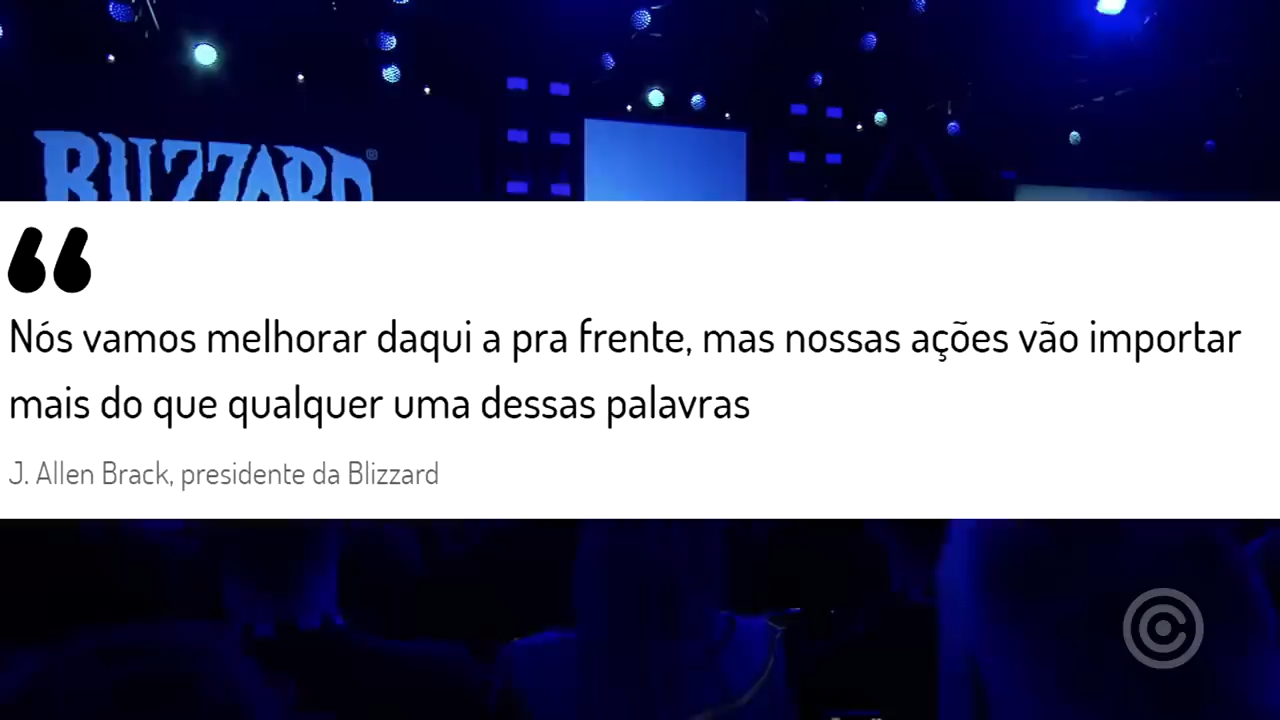 BLIZZARD
“
Nós vamos melhorar daqui a pra frente, mas nossas ações vão importar
mais do que qualquer uma dessas palavras
J. Allen Brack, presidente da Blizzard